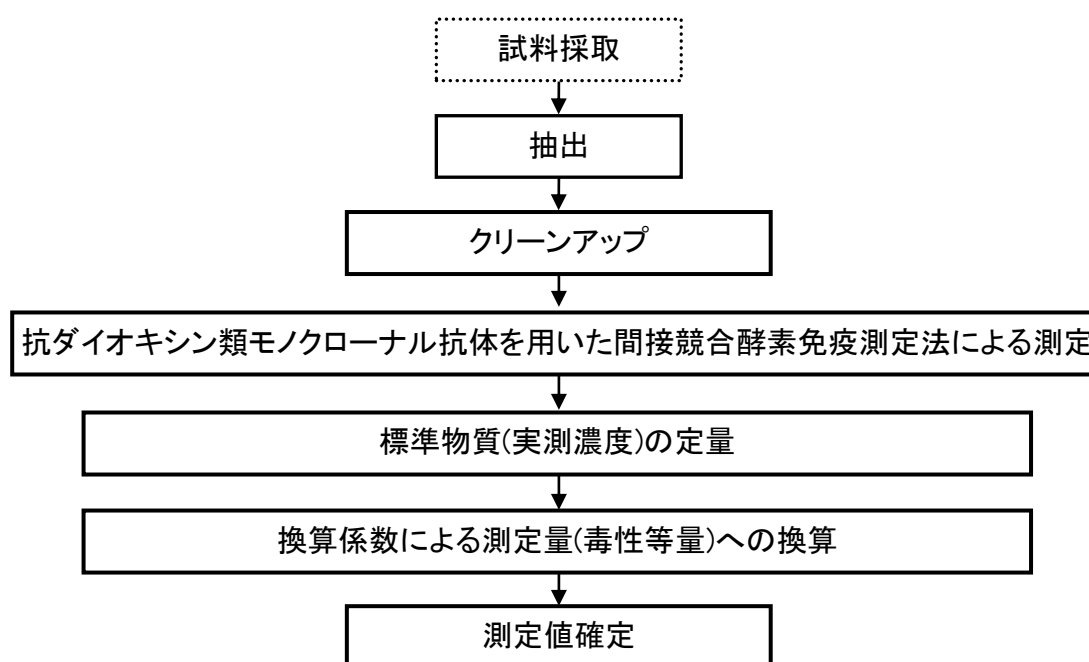 試料採取
抽出
クリーンアップ
抗ダイオキシン類モノクローナル抗体を用いた間接競合酵素免疫測定法による測定
標準物質(実測濃度)の定量
換算係数による測定量(毒性等量)への換算
測定値確定